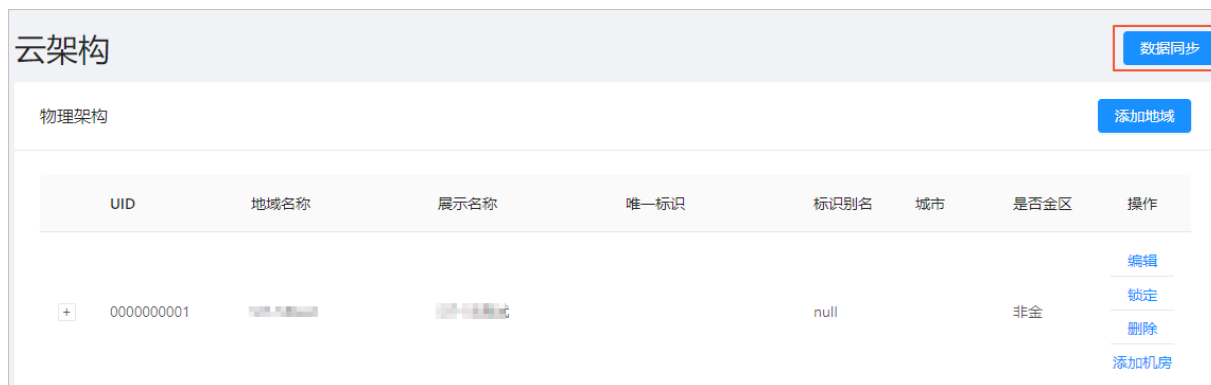 云架构
数据同步
物理架构
添加地域
UID 地域名称 展示名称 唯一标识 标识别名 城市 是否金区 操作
编辑
锁定
+ 0000000001 null 非金
删除
添加机房